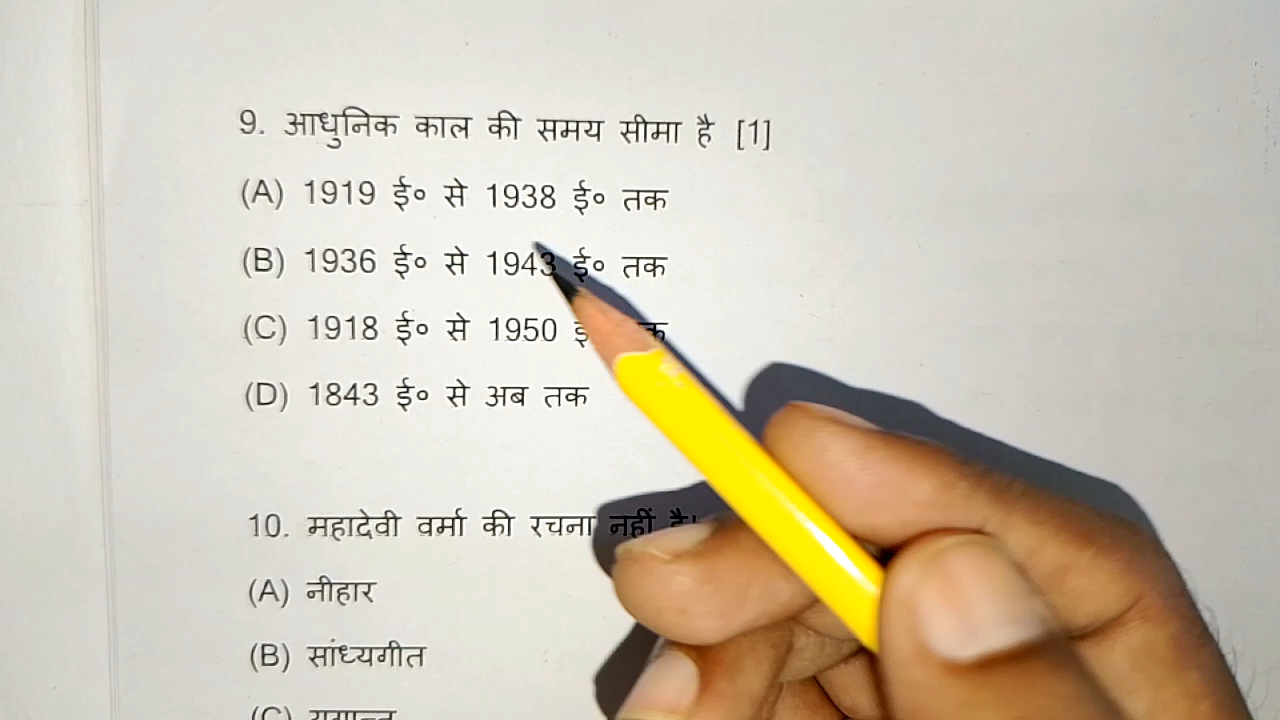 9. आधुनिक काल की समय सीमा है [1]
(A) 1919 ई० से 1938 ई० तक
(B) 1936 ई० से 1943 ई० तक
(C) 1918 ई० से 1950
(D) 1843 ई० से अब तक
10. महादेवी वर्मा की रचना नहीं है।
(A) नीहार
(B) सांध्यगीत
(C)